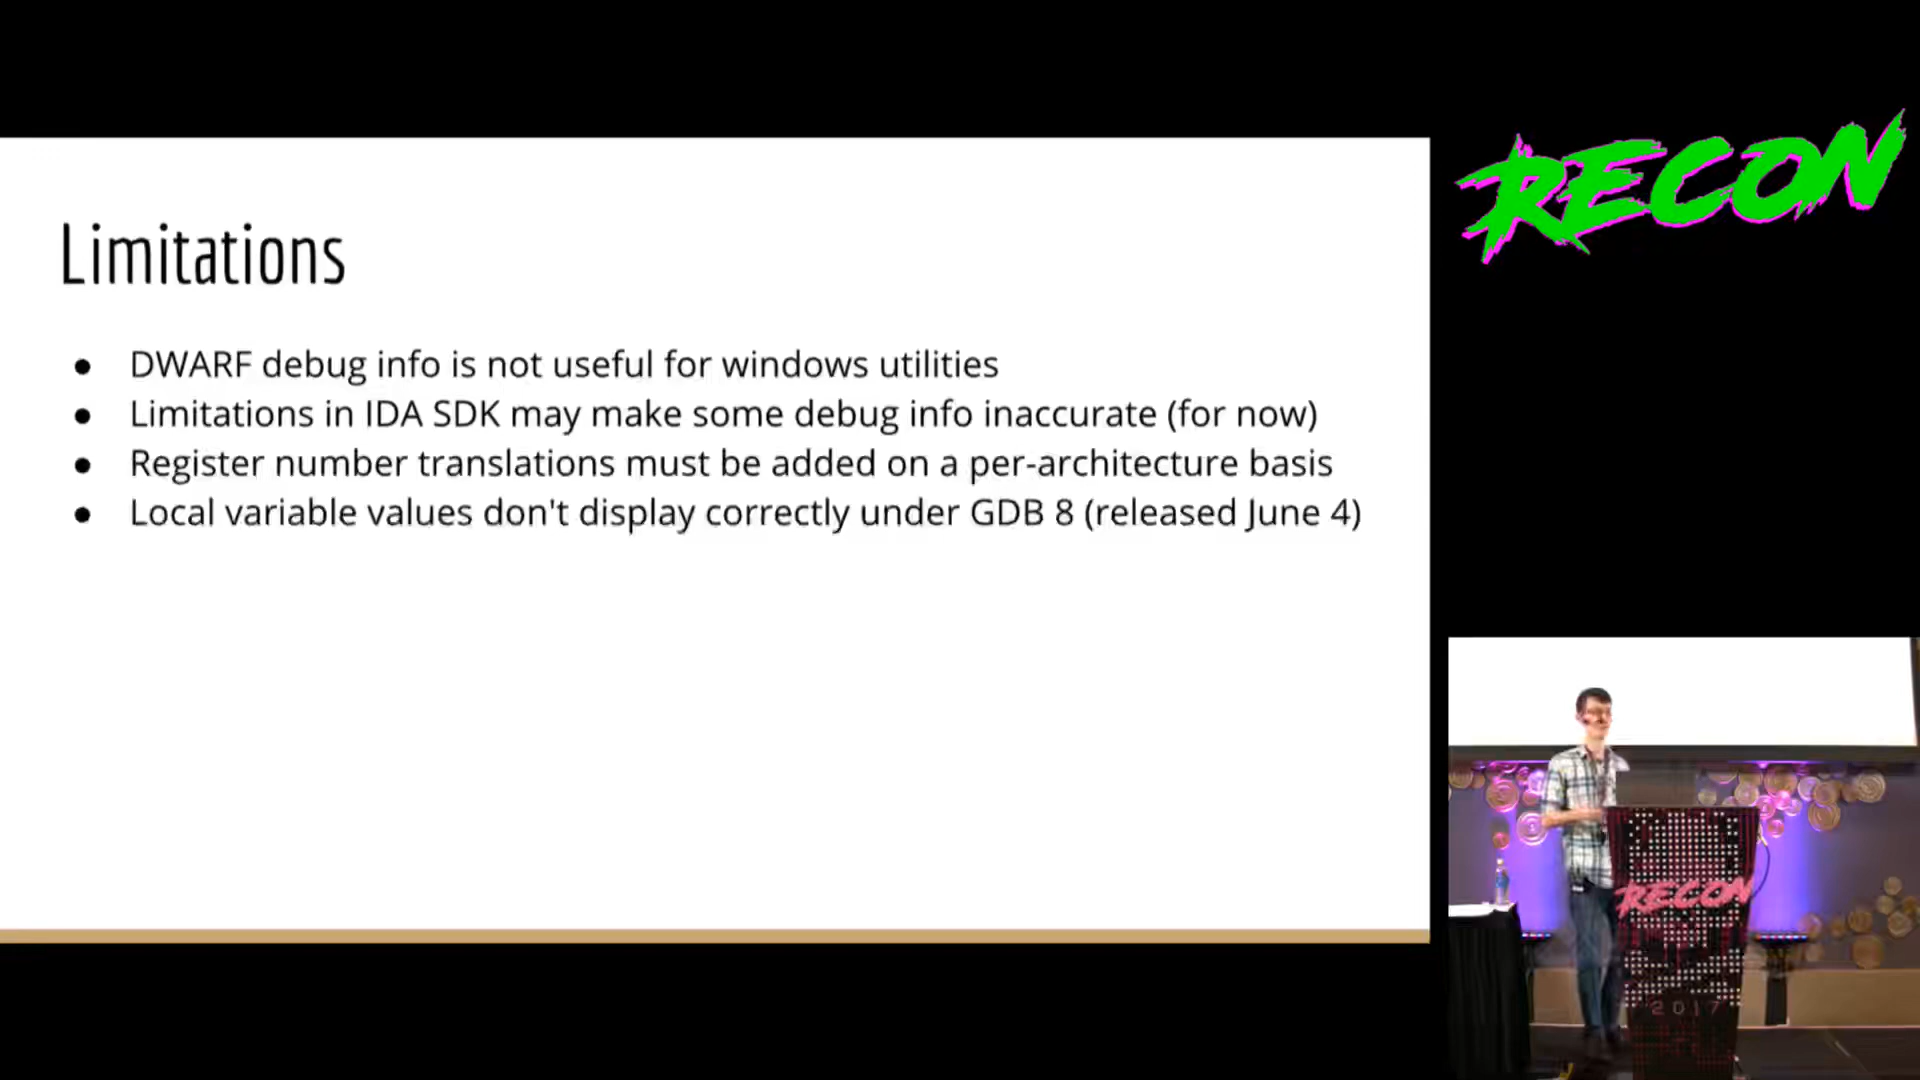 RECON
Limitations
● DWARF debug info is not useful for windows utilities
● Limitations in IDA SDK may make some debug info inaccurate (for now)
● Register number translations must be added on a per-architecture basis
● Local variable values don't display correctly under GDB 8 (released June 4)
RECON
2017